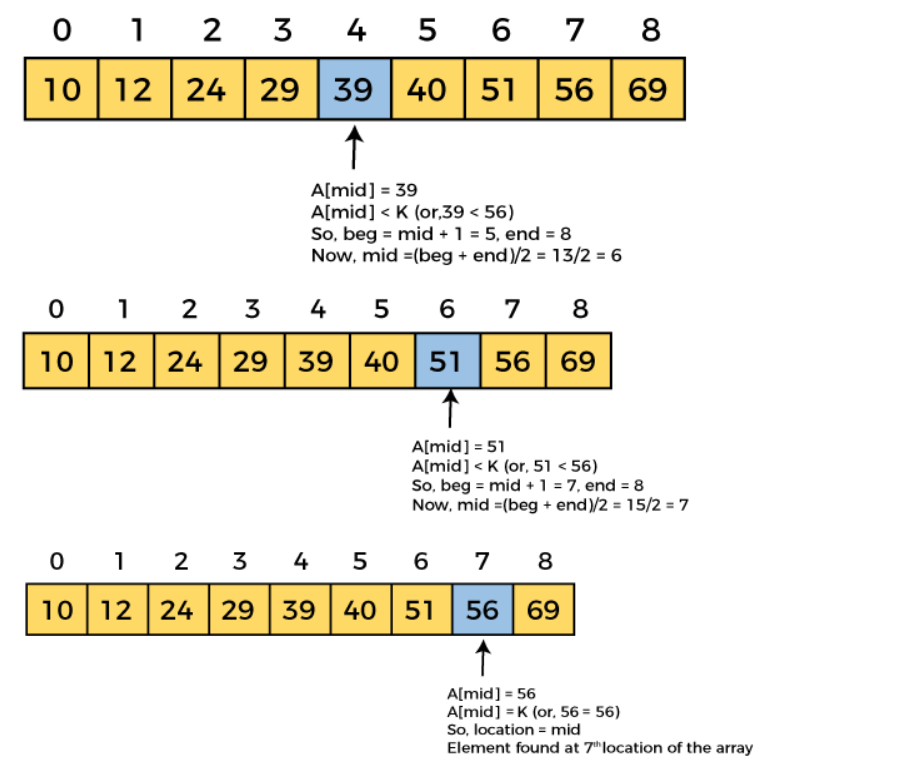 0 1 2 3 4 5 6 7 8
10 12 24 29 39 40 51 56 69
A[mid] = 39
A[mid] < K (or,39 < 56)
So, beg = mid + 1 = 5, end = 8
Now, mid =(beg + end)/2 = 13/2 = 6
0 1 2 3 4 5 6 7 8
10 12 24 29 39 40 51 56 69
A[mid] = 51
A[mid] < K (or, 51 < 56)
So, beg = mid + 1 = 7, end = 8
Now, mid =(beg + end)/2 = 15/2 = 7
0 1 2 3 4 5 6 7 8
10 12 24 29 39 40 51 56 69
A[mid] = 56
A[mid] = K (or, 56 = 56)
So, location = mid
Element found at 7th location of the array